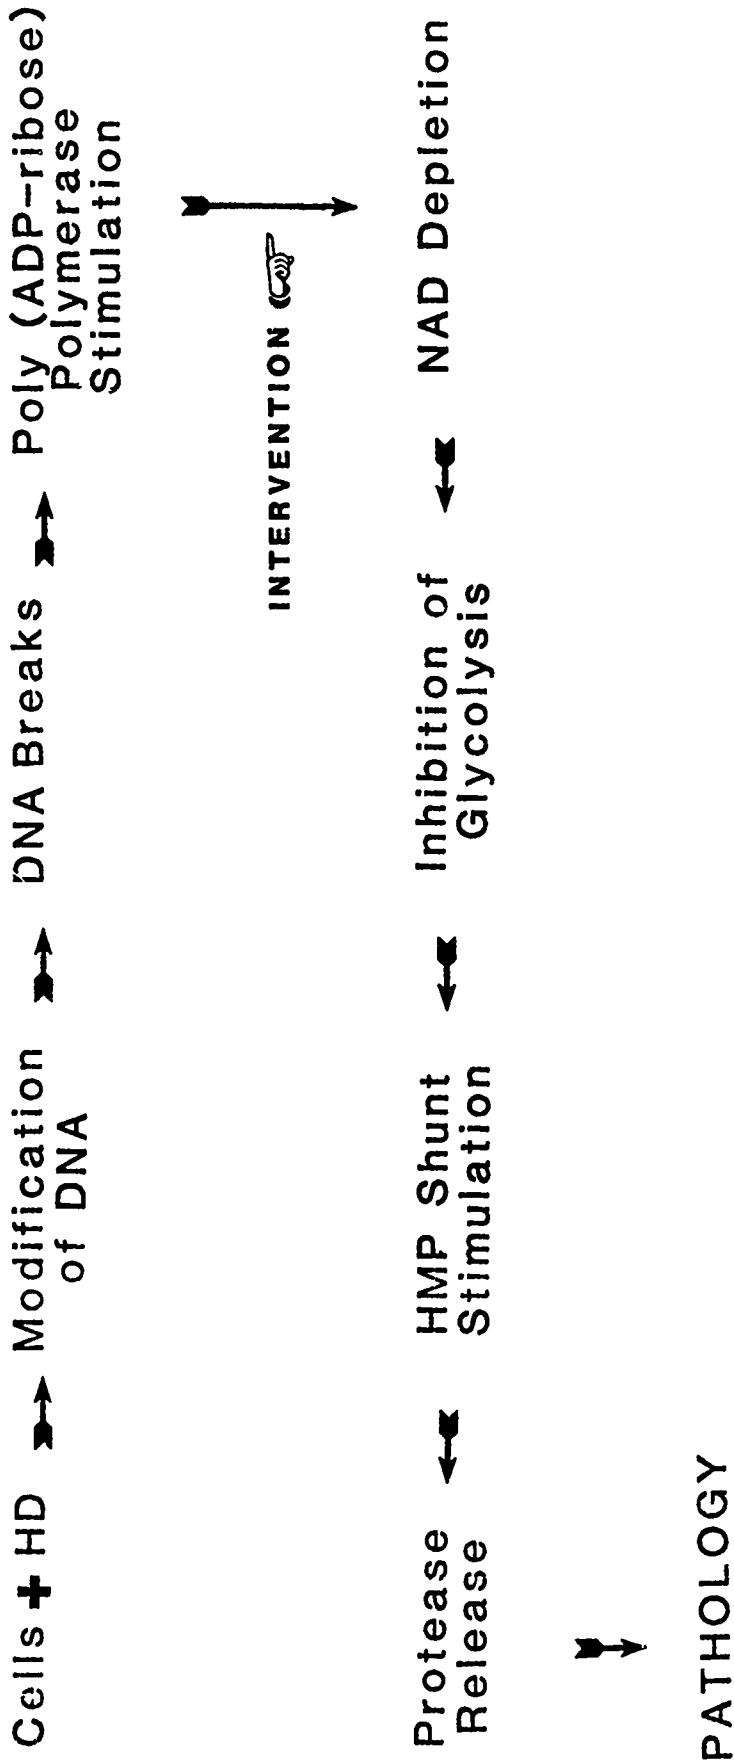 Cells + HD
Modification
of DNA
DNA Breaks
Poly (ADP-ribose)
Polymerase
Stimulation
INTERVENTION
NAD Depletion
Inhibition of
Glycolysis
HMP Shunt
Stimulation
Protease
Release
PATHOLOGY